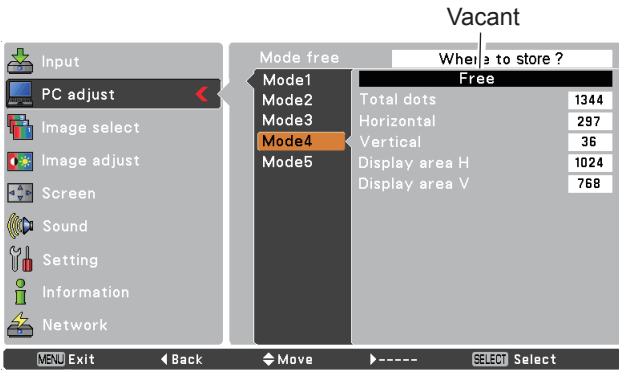 Vacant
Input
PC adjust
Image select
Image adjust
Screen
Sound
Setting
Information
Network
Mode free
Where to store ?
Mode1
Mode2
Mode3
Mode4
Mode5
Free
Total dots 1344
Horizontal 297
Vertical 36
Display area H 1024
Display area V 768
MENU Exit ◀Back ◆Move ▶----- SELECT Select